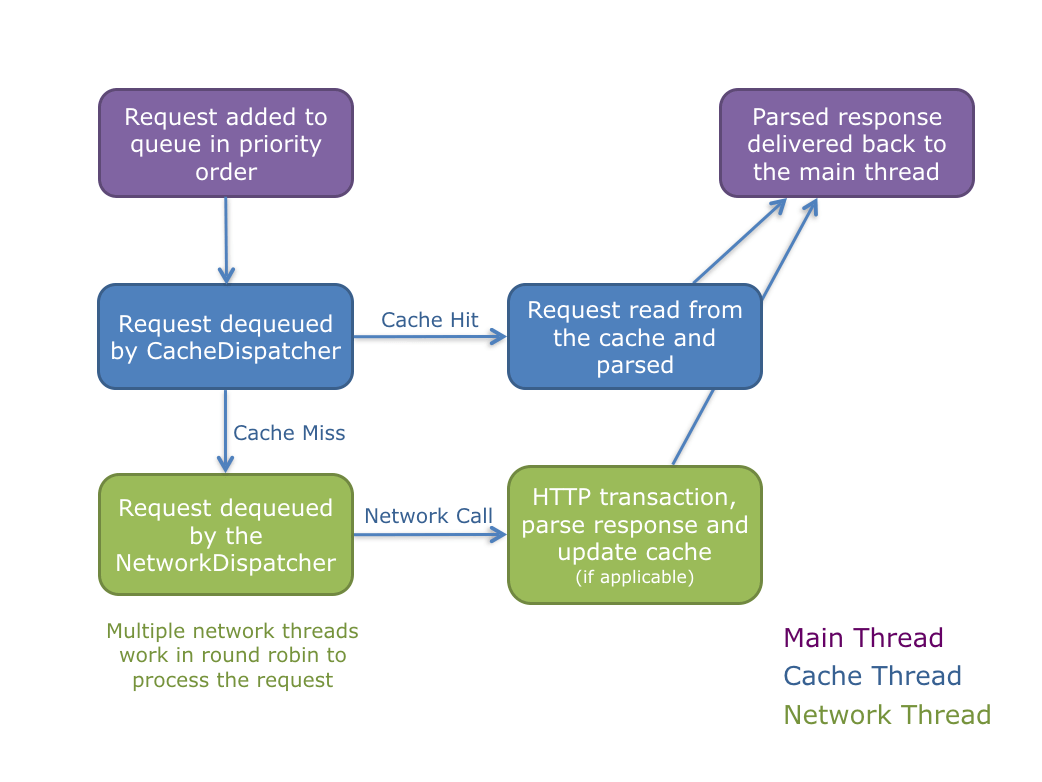 Request added to
queue in priority
order
Parsed response
delivered back to
the main thread
Request dequeued
by CacheDispatcher
Cache Hit
Request read from
the cache and
parsed
Cache Miss
Request dequeued
by the
NetworkDispatcher
Network Call
HTTP transaction,
parse response and
update cache
(if applicable)
Multiple network threads
work in round robin to
process the request
Main Thread
Cache Thread
Network Thread